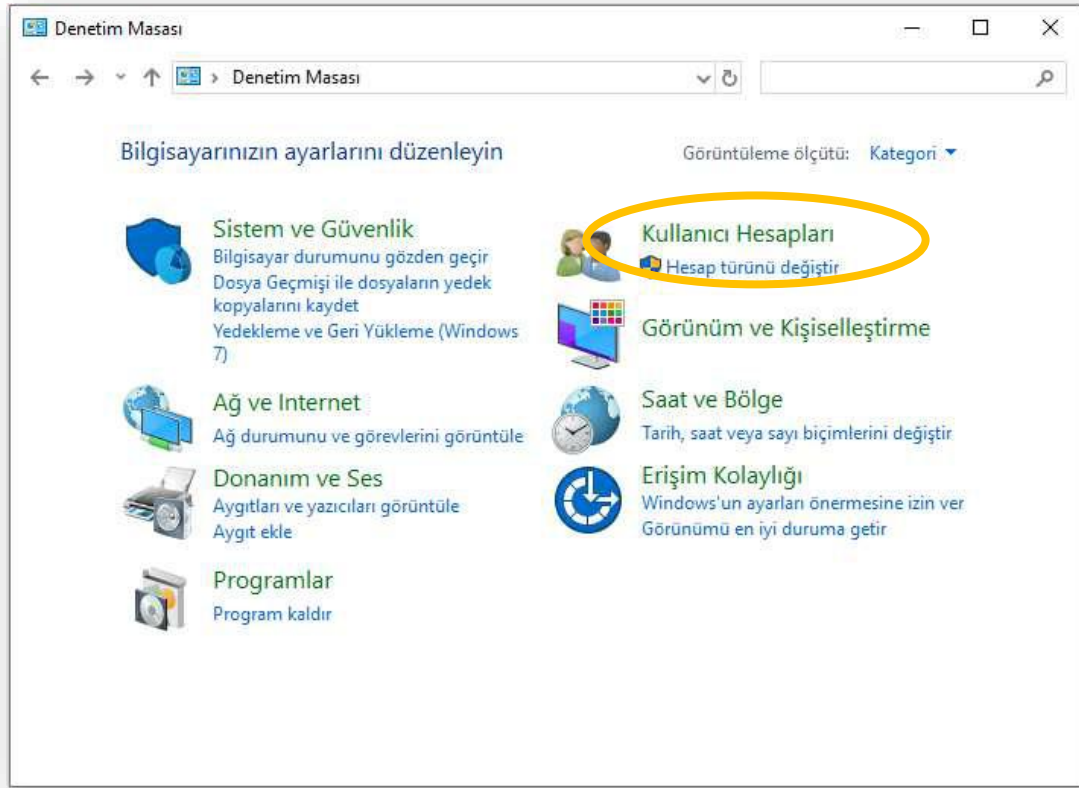 Denetim Masası
Denetim Masası
Bilgisayarınızın ayarlarını düzenleyin
Görüntüleme ölçütü: Kategori
Sistem ve Güvenlik
Bilgisayar durumunu gözden geçir
Dosya Geçmişi ile dosyaların yedek
kopyalarını kaydet
Yedekleme ve Geri Yükleme (Windows
7)
Ağ ve Internet
Ağ durumunu ve görevlerini görüntüle
Donanım ve Ses
Aygıtları ve yazıcıları görüntüle
Aygıt ekle
Programlar
Program kaldır
Kullanıcı Hesapları
Hesap türünü değiştir
Görünüm ve Kişiselleştirme
Saat ve Bölge
Tarih, saat veya sayı biçimlerini değiştir
Erişim Kolaylığı
Windows'un ayarları önermesine izin ver
Görünümü en iyi duruma getir